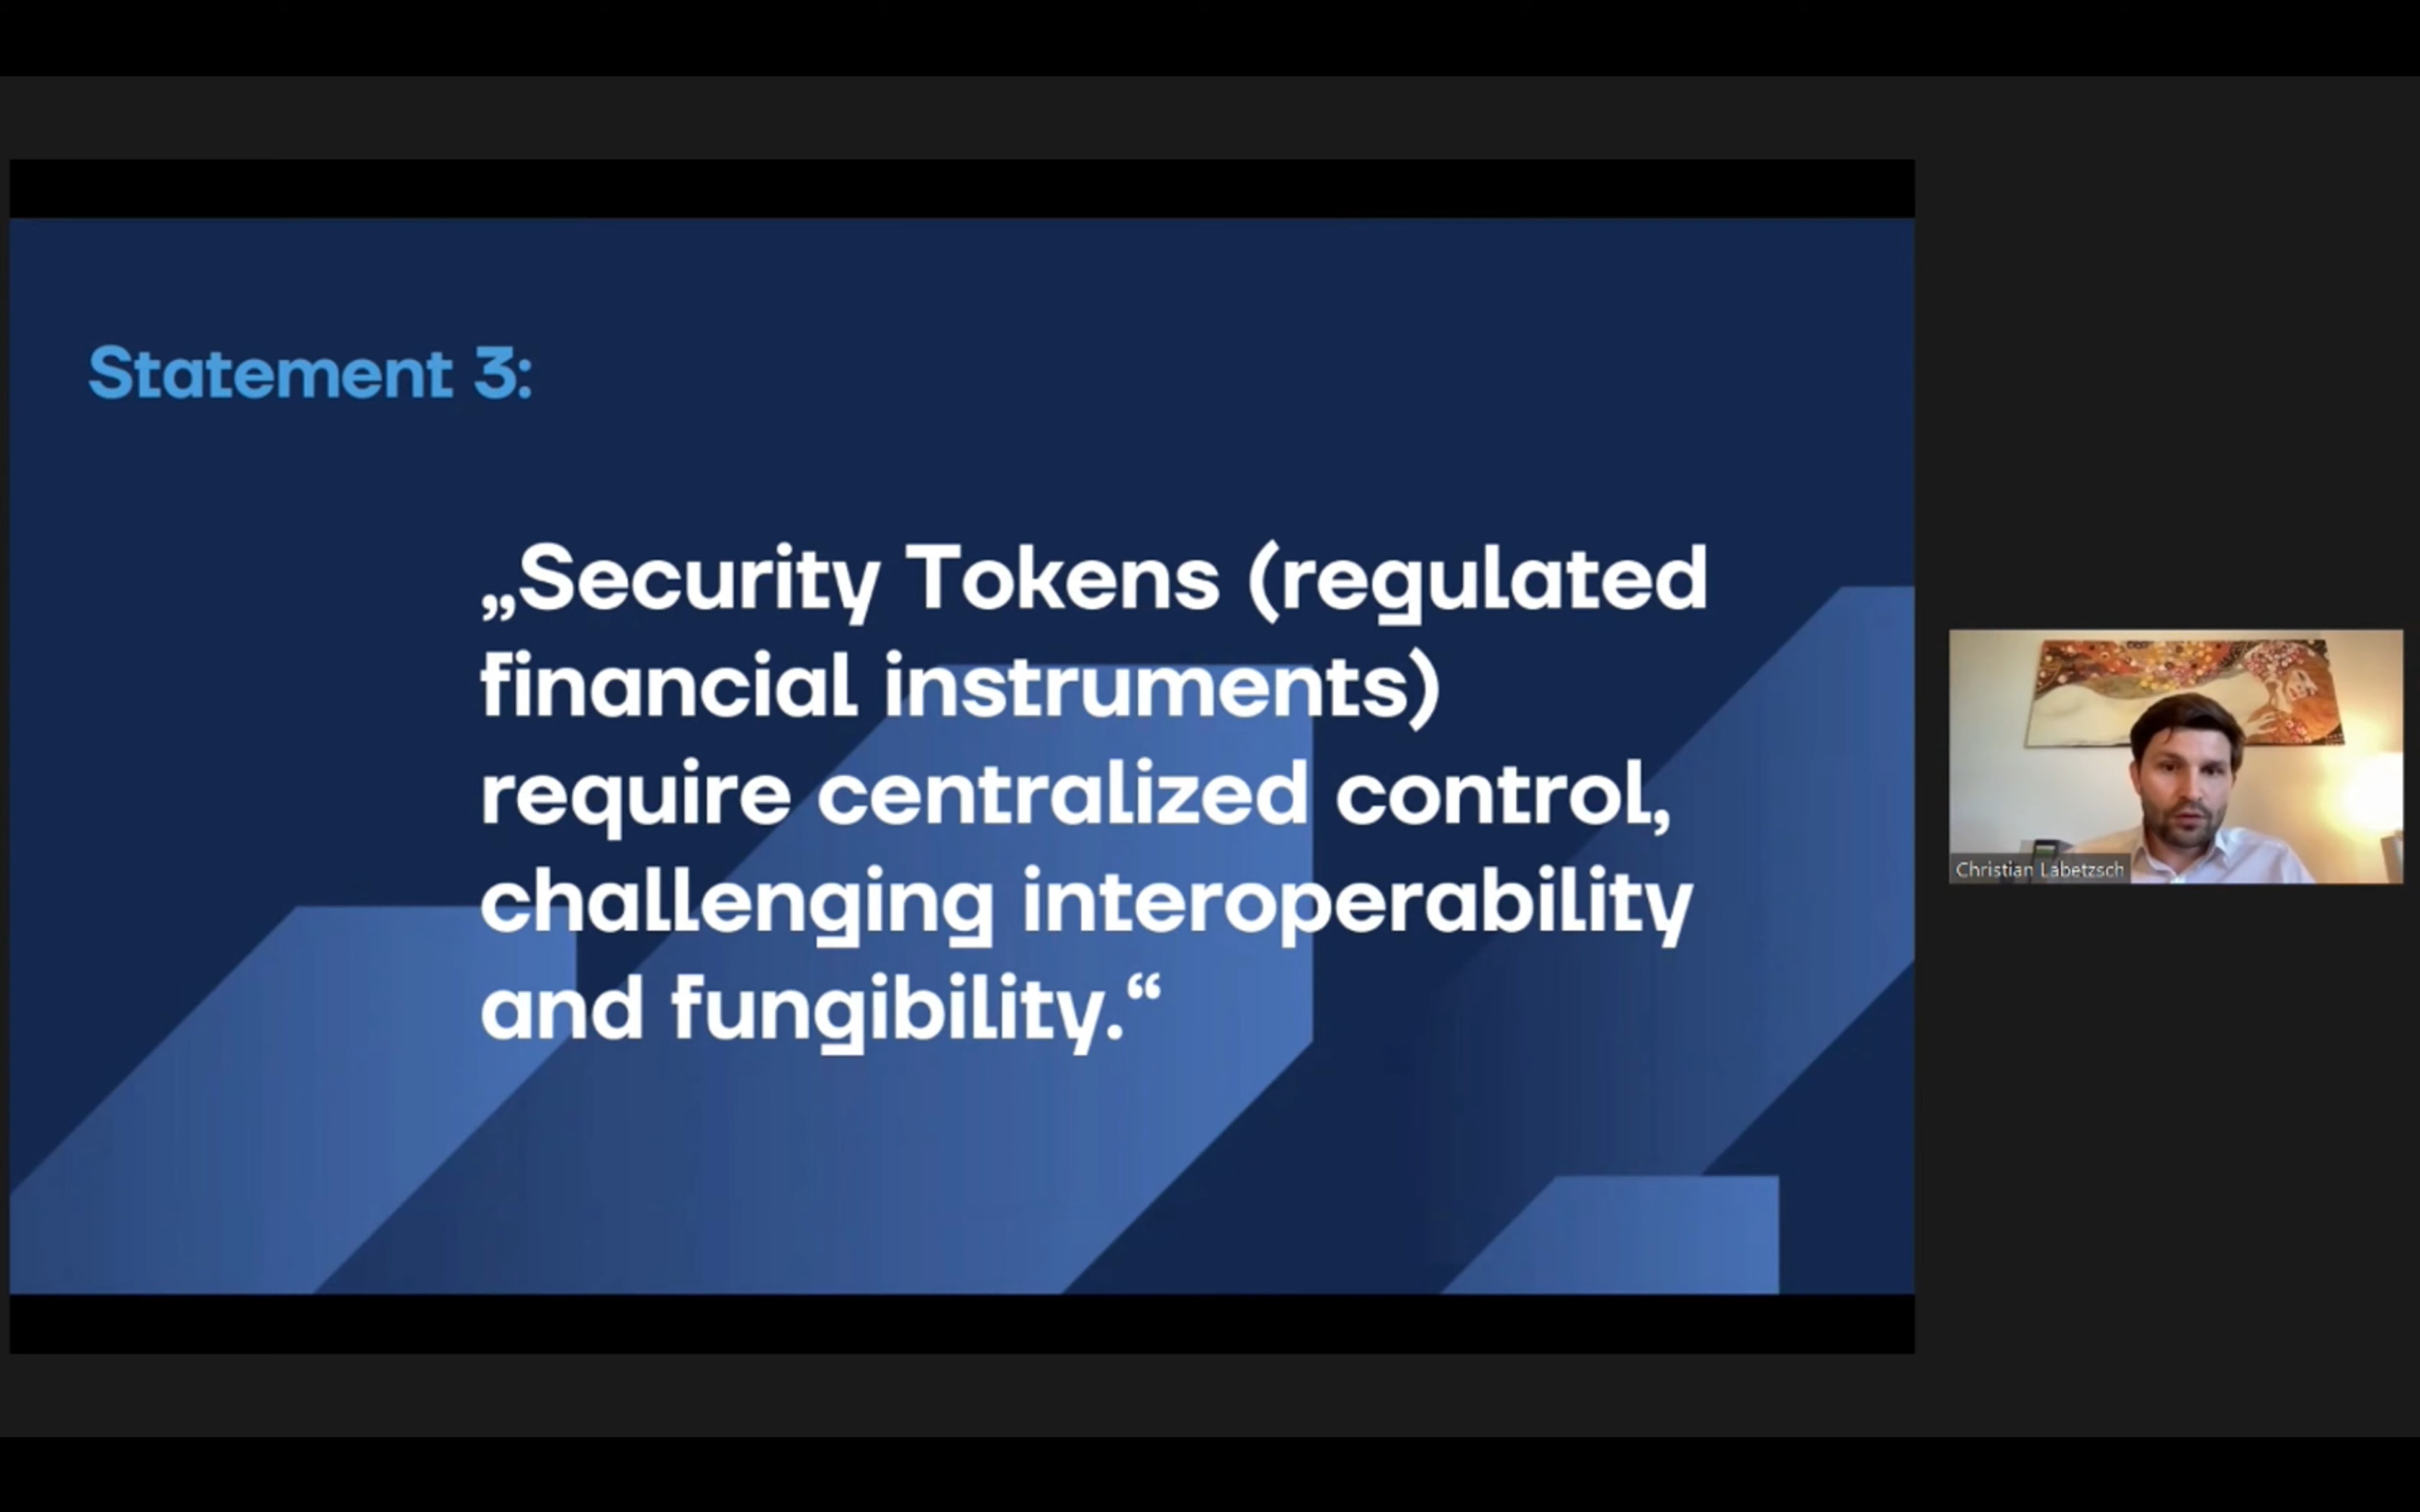 Statement 3:
„Security Tokens (regulated
financial instruments)
require centralized control,
challenging interoperability
and fungibility.“
Christian Labetzsch